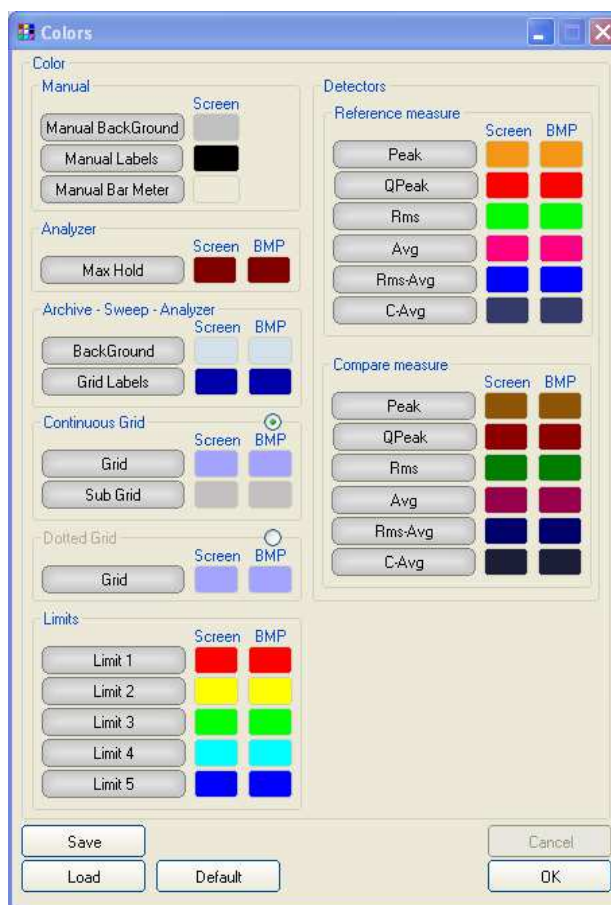 Colors
Color
Manual
Screen
Manual BackGround
Manual Labels
Manual Bar Meter
Analyzer
Screen BMP
Max Hold
Archive - Sweep - Analyzer
Screen BMP
BackGround
Grid Labels
Continuous Grid
Screen BMP
Grid
Sub Grid
Dotted Grid
Screen BMP
Grid
Limits
Screen BMP
Limit 1
Limit 2
Limit 3
Limit 4
Limit 5
Detectors
Reference measure
Screen BMP
Peak
QPeak
Rms
Avg
Rms-Avg
C-Avg
Compare measure
Screen BMP
Peak
QPeak
Rms
Avg
Rms-Avg
C-Avg
Save
Load
Default
Cancel
OK